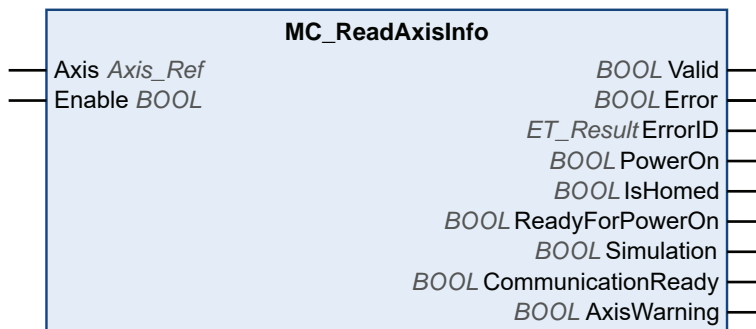 MC_ReadAxisInfo
Axis Axis_Ref BOOL Valid
Enable BOOL BOOL Error
ET_Result ErrorID
BOOL PowerOn
BOOL IsHomed
BOOL ReadyForPowerOn
BOOL Simulation
BOOL CommunicationReady
BOOL AxisWarning